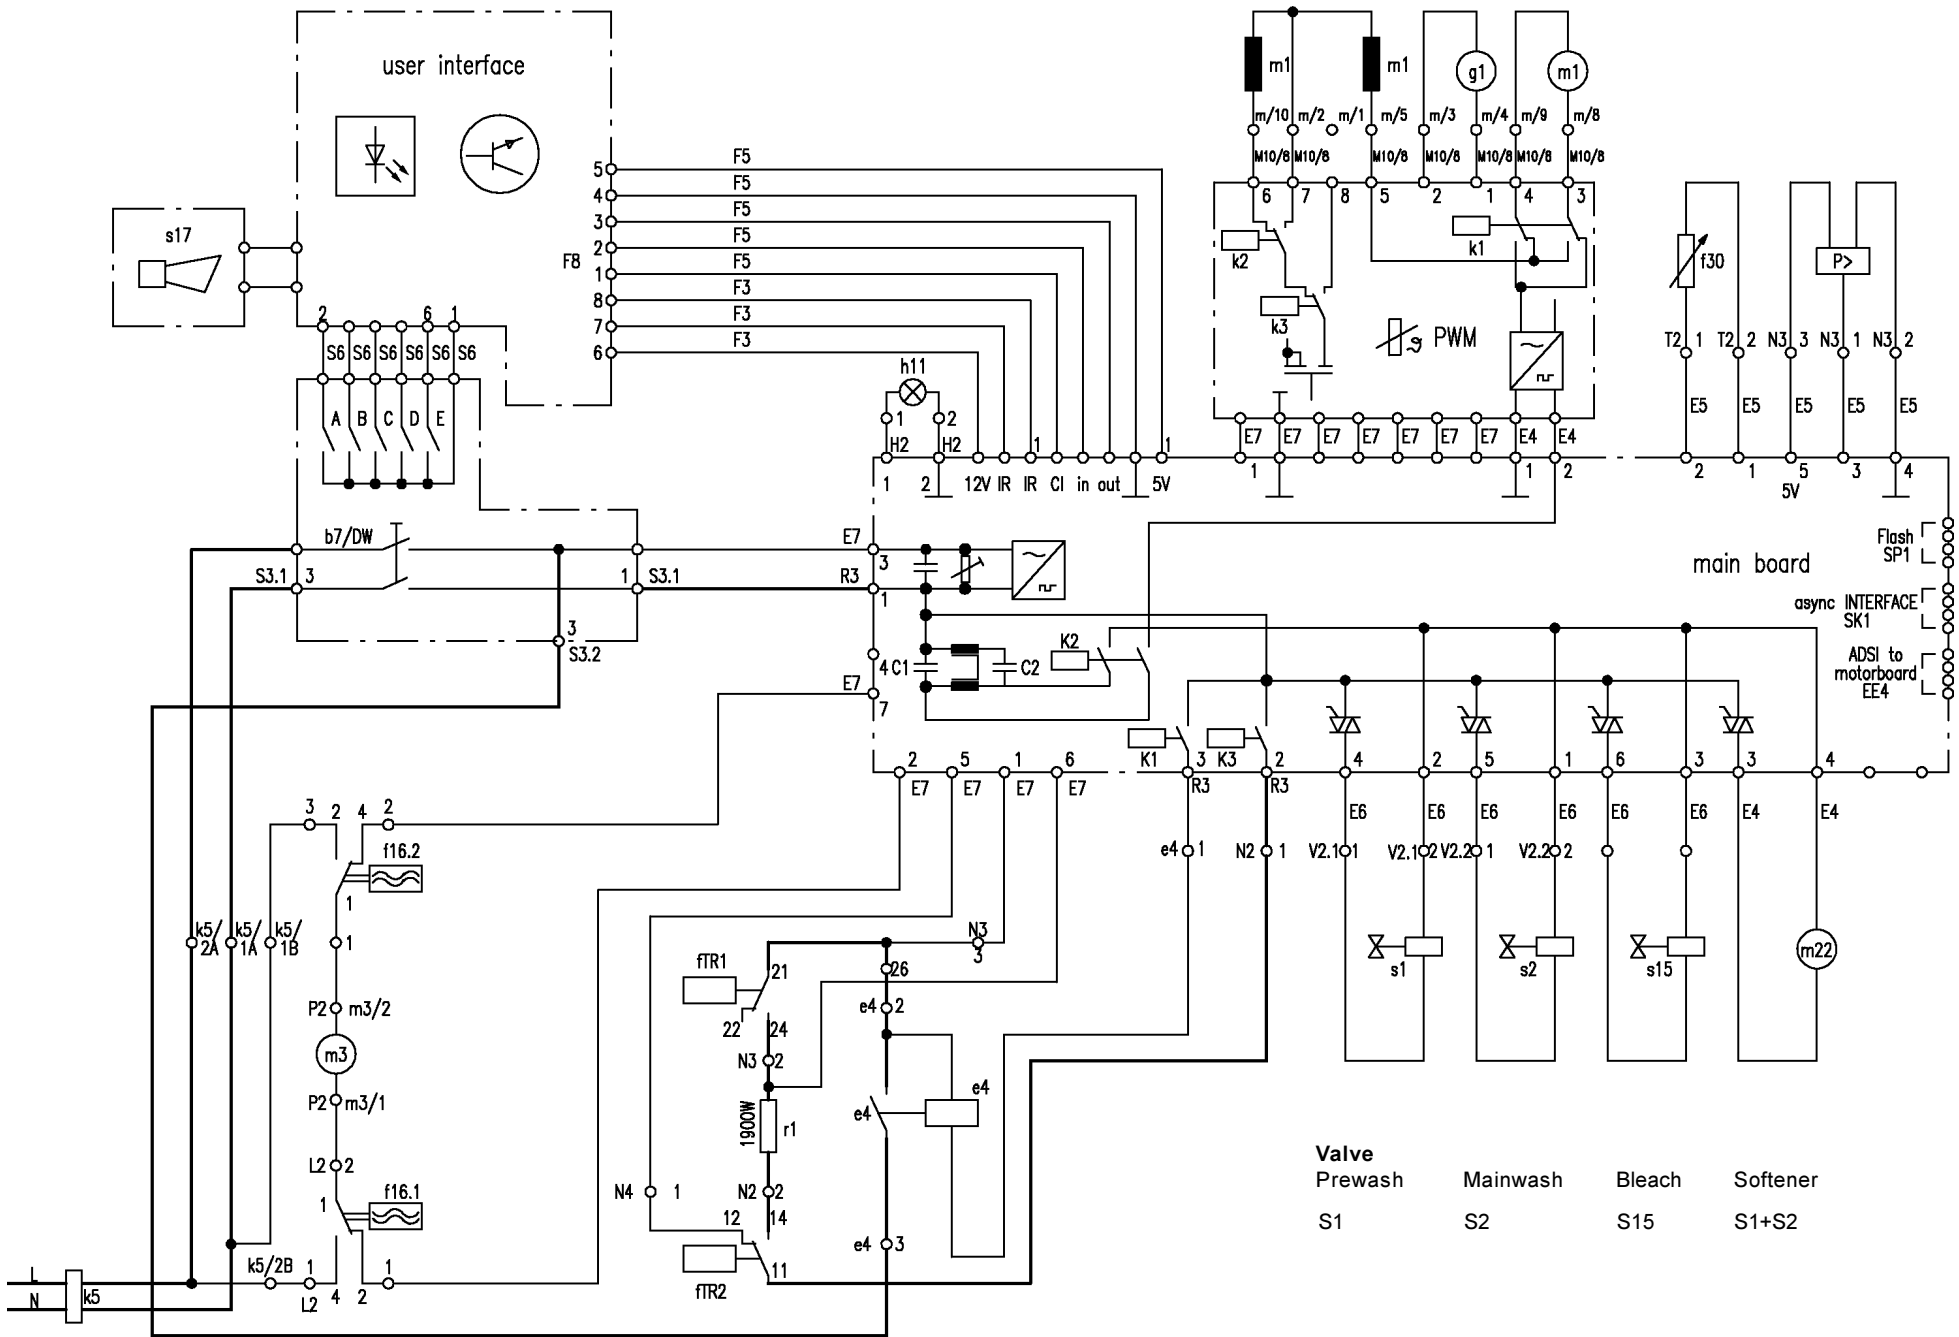 user interface
s17
F8
5 F5
4 F5
3 F5
2 F5
1 F5
8 F3
7 F3
6 F3
2 6 1
S6 S6 S6 S6 S6 S6
A B C D E
h11
1 2
H2 H2
1 2 12V IR IR 1 CI in out 5V 1
m1 m1 g1 m1
m/10 m/2 m/1 m/5 m/3 m/4 m/9 m/8
M10/8 M10/8 M10/8 M10/8 M10/8 M10/8 M10/8
6 7 8 5 2 1 4 3
k2 k1
k3
ϑ PWM
E7 E7 E7 E7 E7 E7 E7 E4 E4
1 1 2
f30 P>
T2 1 T2 2 N3 3 N3 1 N3 2
E5 E5 E5 E5 E5
2 1 5 3 4
5V
b7/DW
S3.1 3 1 S3.1
3
S3.2
E7
3
R3
1
4
E7
7
C1 C2
K2
main board
Flash
SP1
async INTERFACE
SK1
ADSI to
motorboard
EE4
K1 K3
2 5 1 6 3 2 4 2 5 1 6 3 3 4
E7 E7 E7 E7 R3 R3 E6 E6 E6 E6 E6 E6 E4 E4
e4 1 N2 1 V2.1 1 V2.1 2 V2.2 1 V2.2 2
s1 s2 s15 m22
3 2 4 2
f16.2
1
k5/
2A
k5/
1A
k5/
1B
1
P2 m3/2
m3
P2 m3/1
L2 2
1
f16.1
k5/2B 1
L2
4 2 1
L
N
k5
N3
3
fTR1
21
22 24
26
e4 2
N3 2
e4
e4
1900W
r1
N4 1
N2 2
12 14
e4 3
11
fTR2
Valve
Prewash Mainwash Bleach Softener
S1 S2 S15 S1+S2